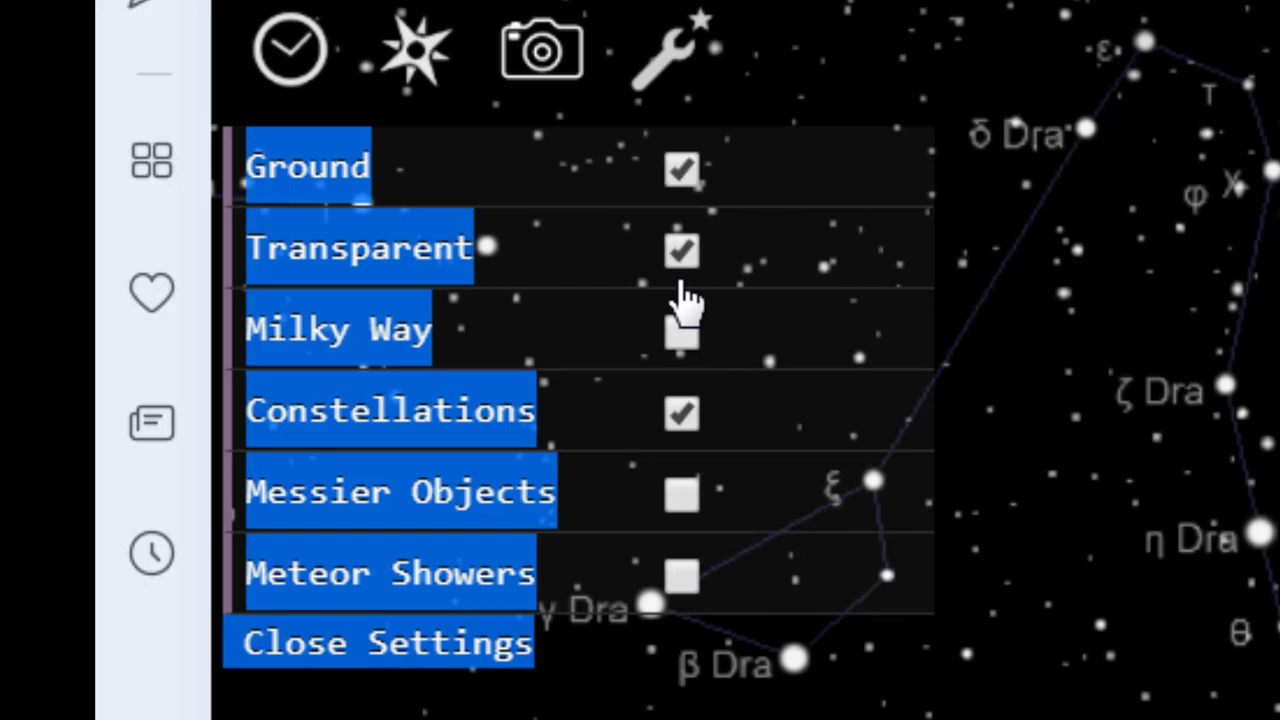 ε
τ
δ Dra
φ χ
Ground
Transparent
Milky Way
Constellations
ζ Dra
Messier Objects
ξ
η Dra
Meteor Showers
γ Dra
θ
Close Settings
β Dra